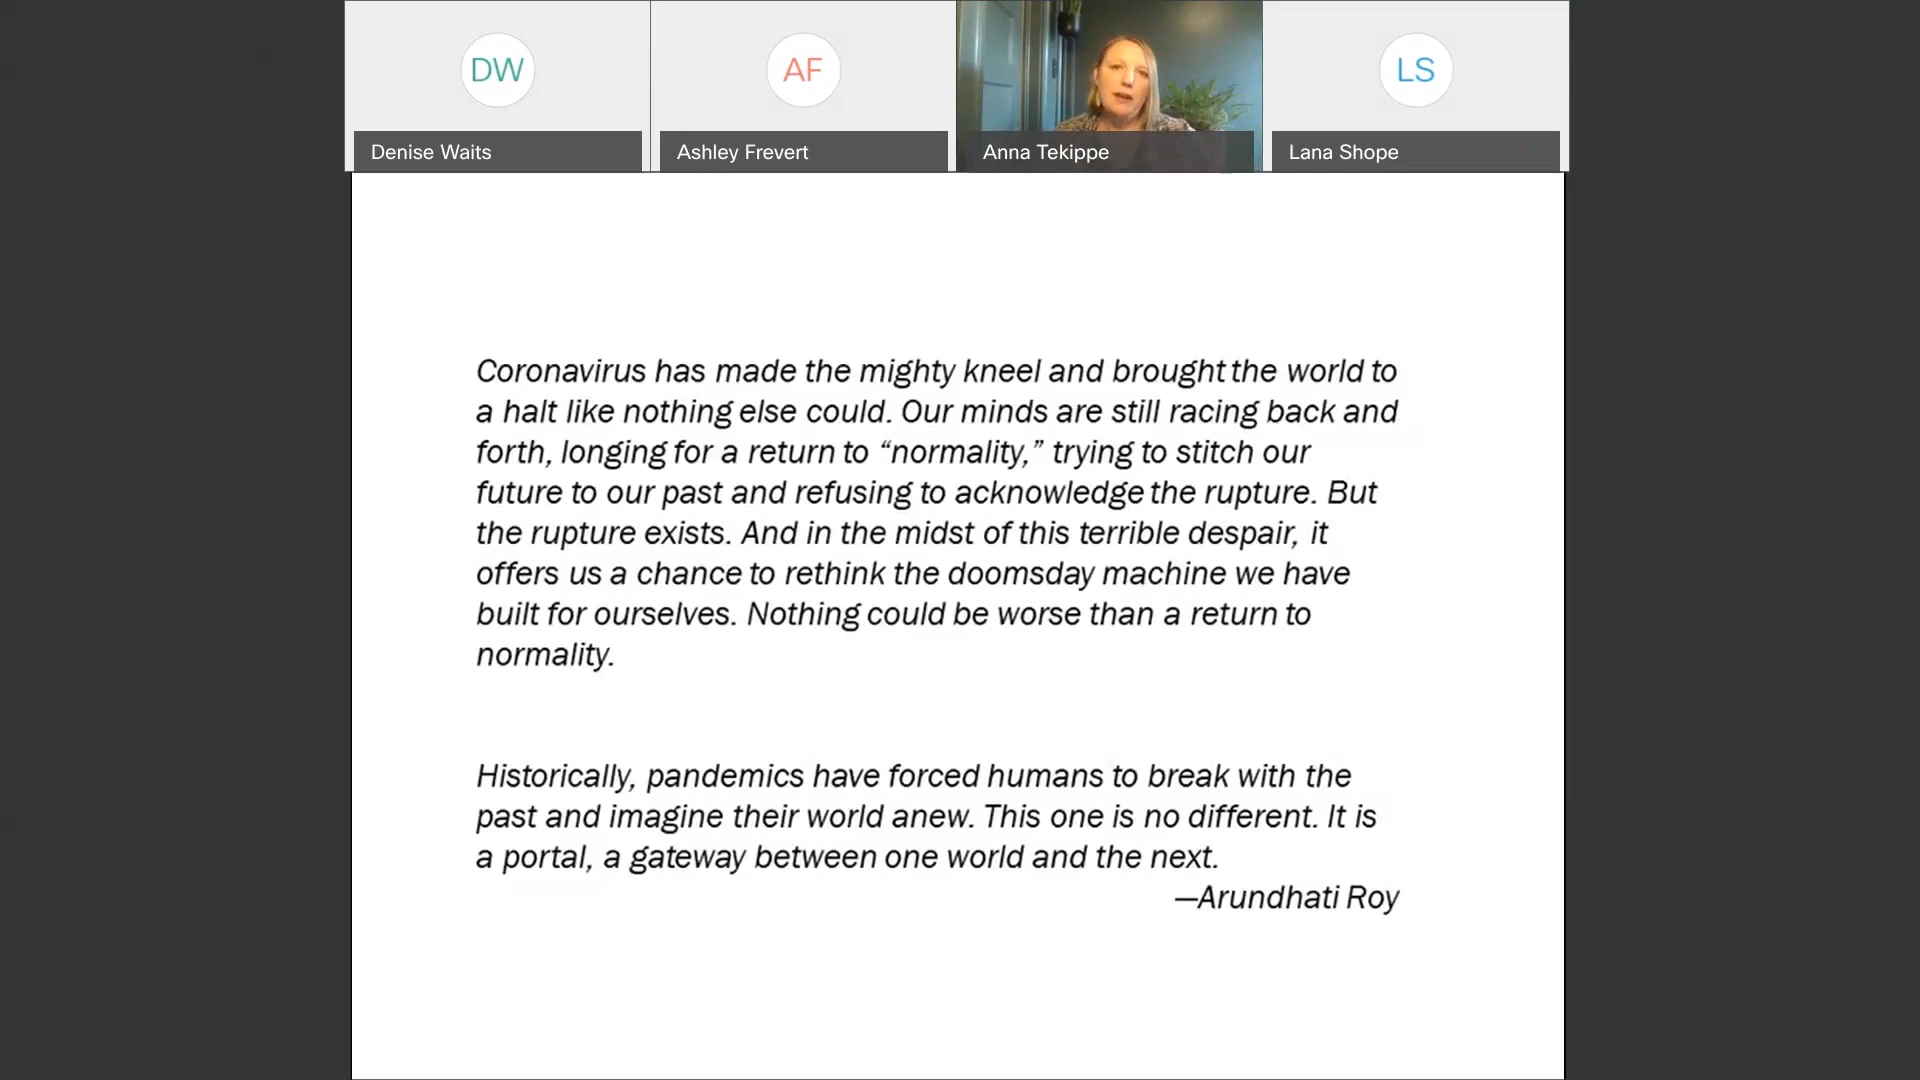 DW
AF
LS
Denise Waits
Ashley Frevert
Anna Tekippe
Lana Shope
Coronavirus has made the mighty kneel and brought the world to
a halt like nothing else could. Our minds are still racing back and
forth, longing for a return to “normality,” trying to stitch our
future to our past and refusing to acknowledge the rupture. But
the rupture exists. And in the midst of this terrible despair, it
offers us a chance to rethink the doomsday machine we have
built for ourselves. Nothing could be worse than a return to
normality.
Historically, pandemics have forced humans to break with the
past and imagine their world anew. This one is no different. It is
a portal, a gateway between one world and the next.
—Arundhati Roy